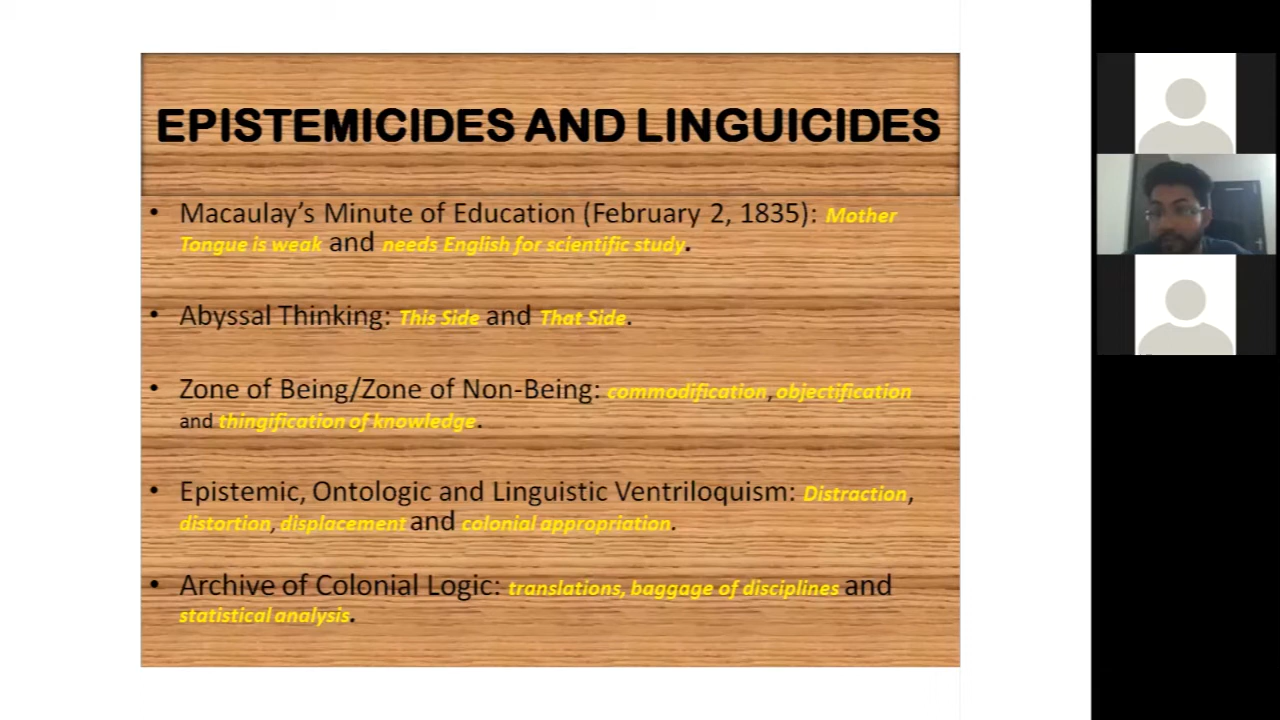 EPISTEMICIDES AND LINGUICIDES
• Macaulay's Minute of Education (February 2, 1835): Mother
Tongue is weak and needs English for scientific study.
• Abyssal Thinking: This Side and That Side.
• Zone of Being/Zone of Non-Being: commodification, objectification
and thingification of knowledge.
• Epistemic, Ontologic and Linguistic Ventriloquism: Distraction,
distortion, displacement and colonial appropriation.
• Archive of Colonial Logic: translations, baggage of disciplines and
statistical analysis.